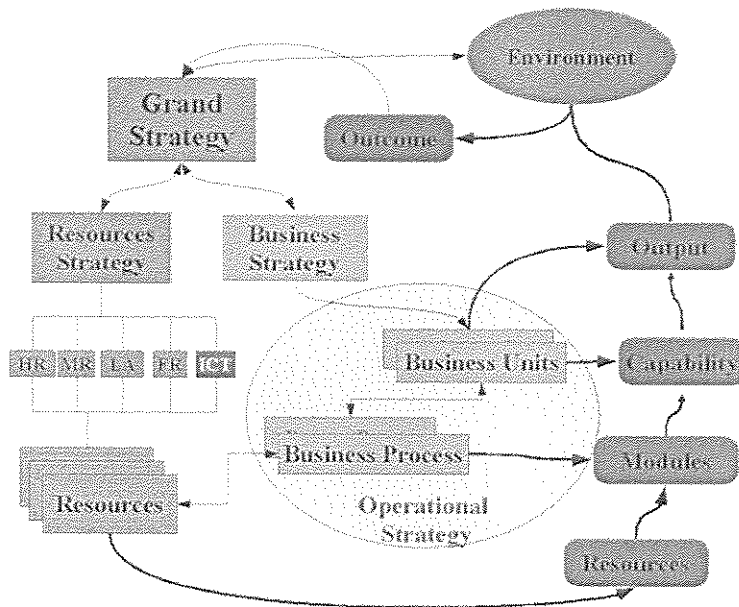 Environment
Grand
Strategy
Outcome
Resources
Strategy
Business
Strategy
Output
HR MR LA FR ICT
Business Units
Capability
Business Process
Modules
Resources
Operational
Strategy
Resources